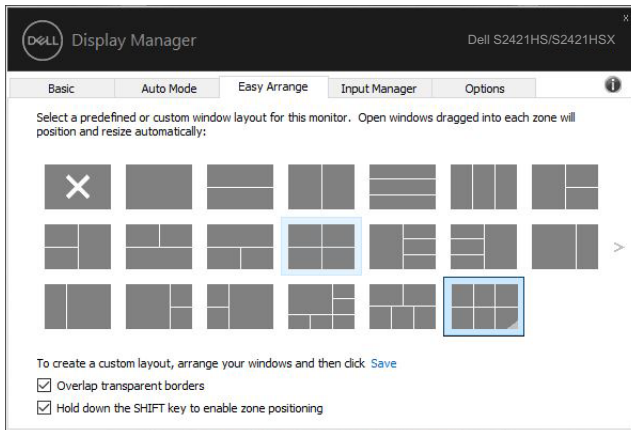 DELL Display Manager
Dell S2421HS/S2421HSX
x
Basic
Auto Mode
Easy Arrange
Input Manager
Options
i
Select a predefined or custom window layout for this monitor. Open windows dragged into each zone will
position and resize automatically:
>
To create a custom layout, arrange your windows and then click Save
Overlap transparent borders
Hold down the SHIFT key to enable zone positioning